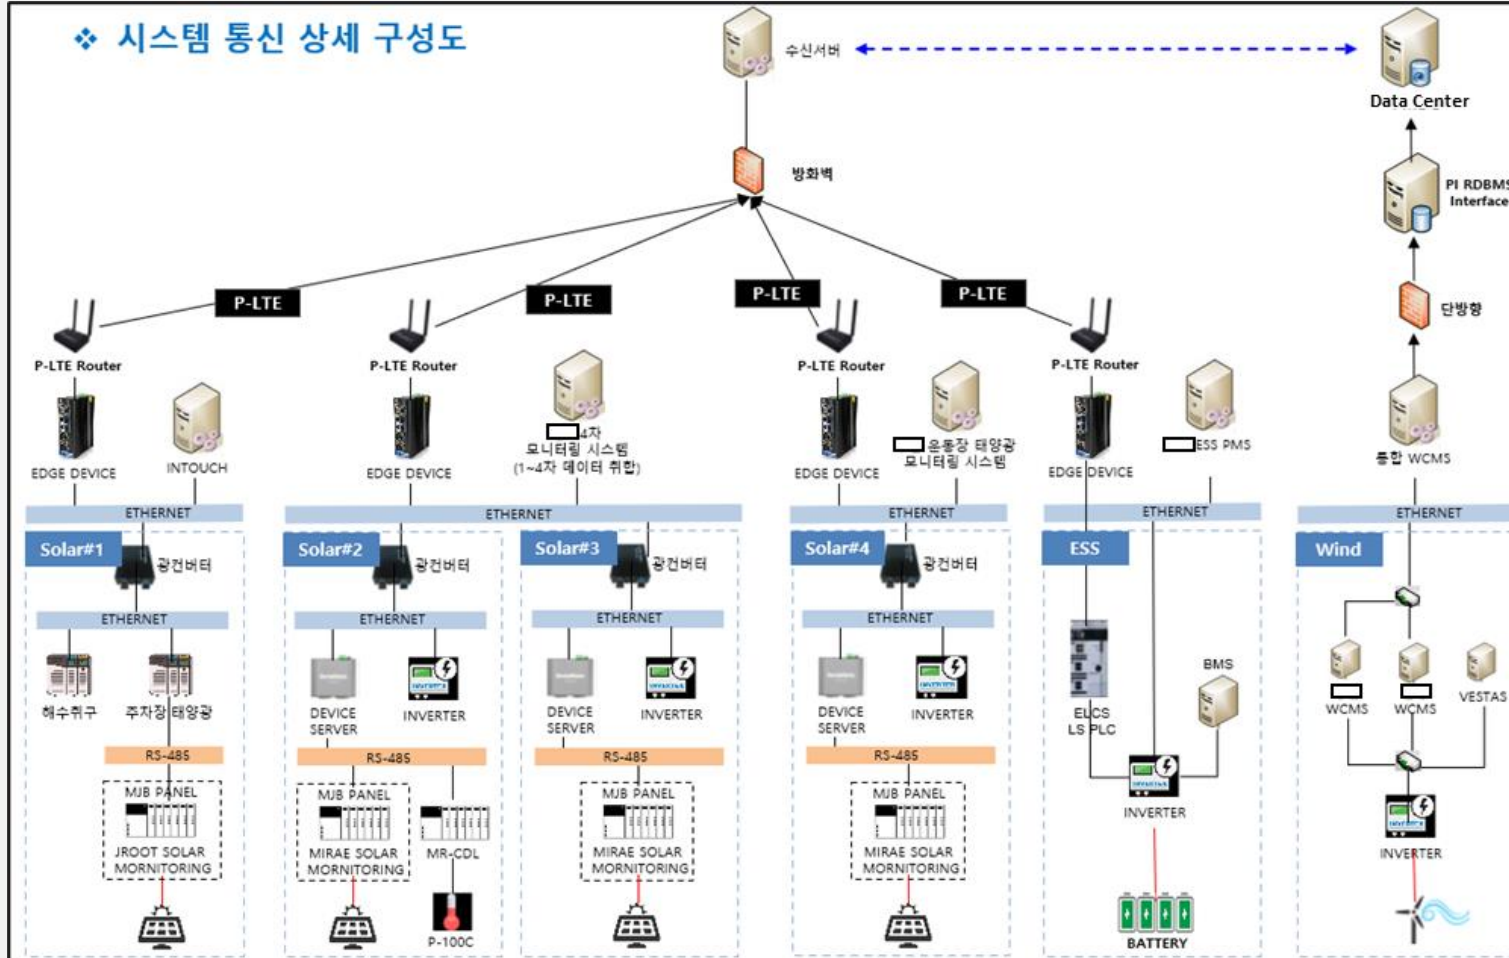 ❖ 시스템 통신 상세 구성도
수신서버
Data Center
방화벽
PI RDBMS
Interface
단방향
P-LTE
P-LTE
P-LTE
P-LTE
P-LTE Router
P-LTE Router
P-LTE Router
P-LTE Router
EDGE DEVICE
INTOUCH
EDGE DEVICE
4차
모니터링 시스템
(1~4차 데이터 취합)
EDGE DEVICE
운동장 태양광
모니터링 시스템
EDGE DEVICE
ESS PMS
통합 WCMS
ETHERNET
ETHERNET
ETHERNET
ETHERNET
ETHERNET
Solar#1
광컨버터
Solar#2
광컨버터
Solar#3
광컨버터
Solar#4
광컨버터
ESS
Wind
ETHERNET
ETHERNET
ETHERNET
ETHERNET
해수취구
주차장 태양광
DEVICE
SERVER
INVERTER
DEVICE
SERVER
INVERTER
DEVICE
SERVER
INVERTER
ELCS
LS PLC
BMS
WCMS
WCMS
VESTAS
RS-485
RS-485
RS-485
RS-485
MJB PANEL
JROOT SOLAR
MORNITORING
MJB PANEL
MIRAE SOLAR
MORNITORING
MR-CDL
P-100C
MJB PANEL
MIRAE SOLAR
MORNITORING
MJB PANEL
MIRAE SOLAR
MORNITORING
INVERTER
BATTERY
INVERTER